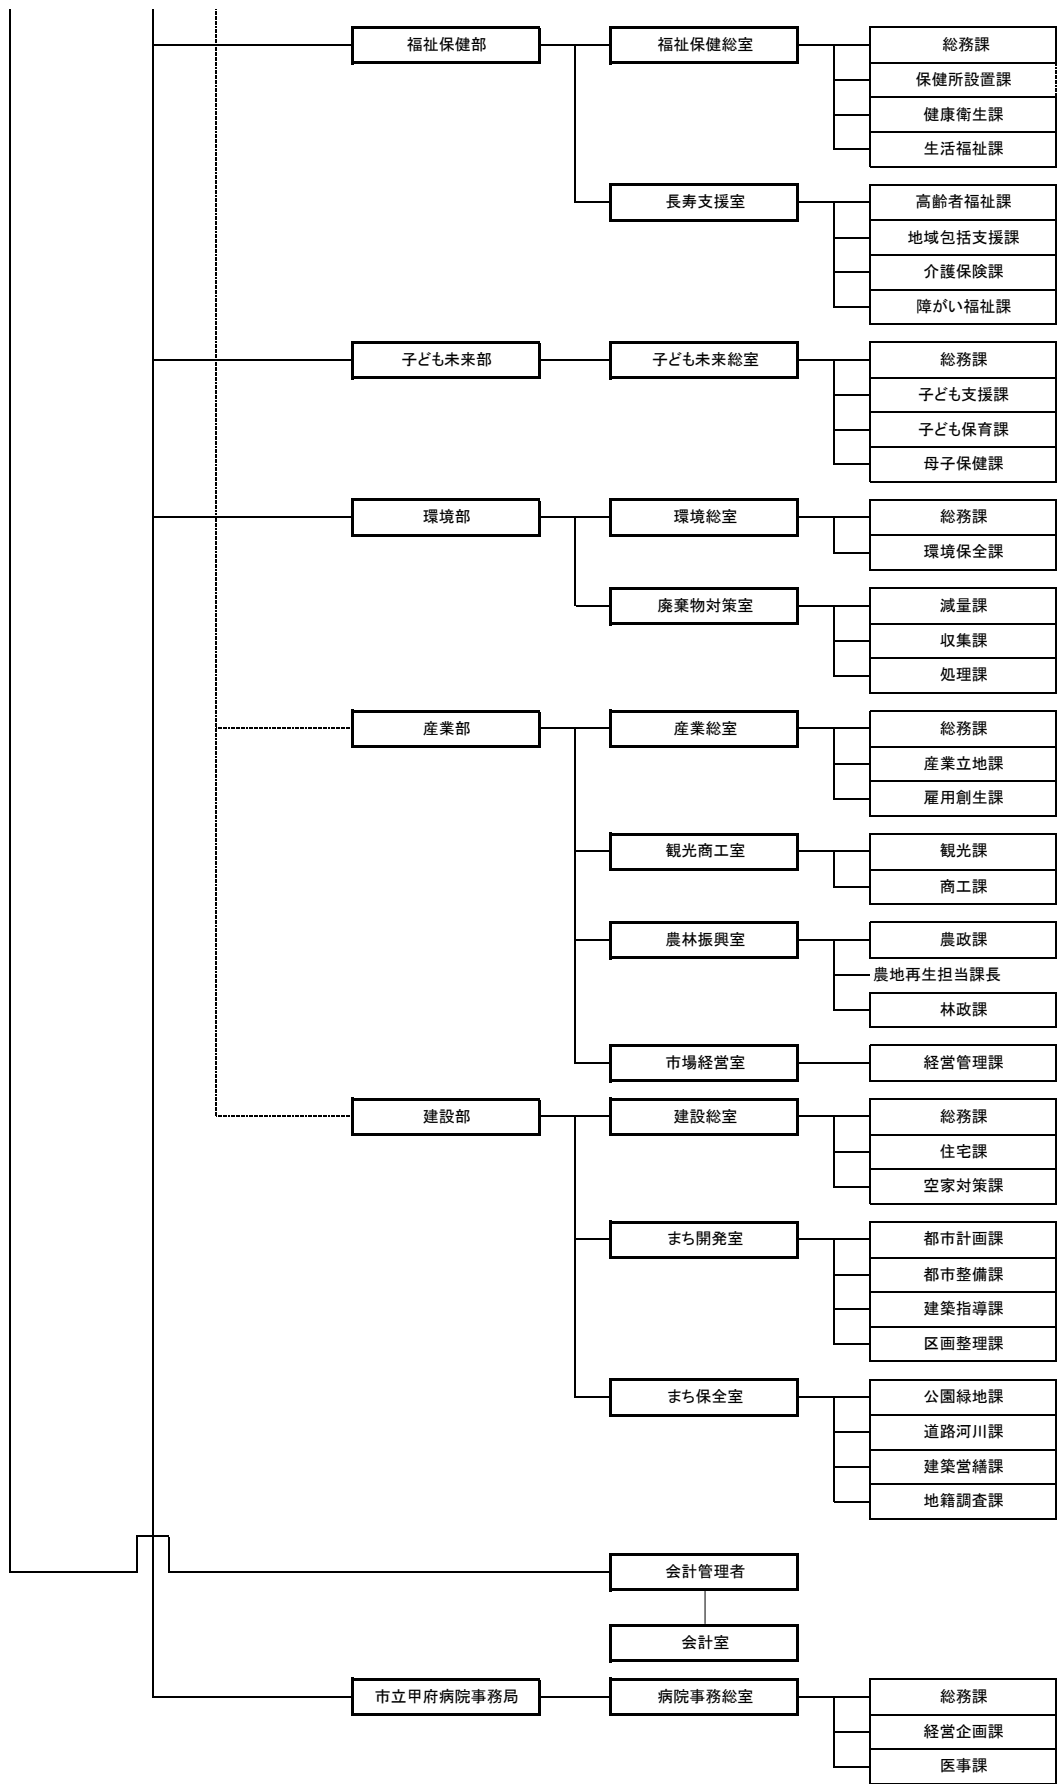 福祉保健部
福祉保健総室
総務課
保健所設置課
健康衛生課
生活福祉課
長寿支援室
高齢者福祉課
地域包括支援課
介護保険課
障がい福祉課
子ども未来部
子ども未来総室
総務課
子ども支援課
子ども保育課
母子保健課
環境部
環境総室
総務課
環境保全課
廃棄物対策室
減量課
収集課
処理課
産業部
産業総室
総務課
産業立地課
雇用創生課
観光商工室
観光課
商工課
農林振興室
農政課
農地再生担当課長
林政課
市場経営室
経営管理課
建設部
建設総室
総務課
住宅課
空家対策課
まち開発室
都市計画課
都市整備課
建築指導課
区画整理課
まち保全室
公園緑地課
道路河川課
建築営繕課
地籍調査課
会計管理者
会計室
市立甲府病院事務局
病院事務総室
総務課
経営企画課
医事課